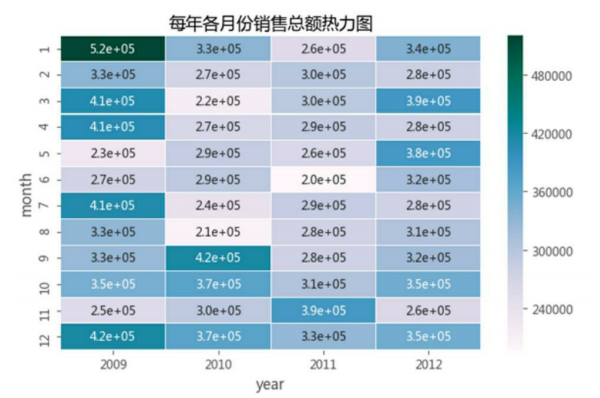 每年各月份销售总额热力图
1 5.2e+05 3.3e+05 2.6e+05 3.4e+05
2 3.3e+05 2.7e+05 3.0e+05 2.8e+05
3 4.1e+05 2.2e+05 3.0e+05 3.9e+05
4 4.1e+05 2.7e+05 2.9e+05 2.8e+05
5 2.3e+05 2.9e+05 2.6e+05 3.8e+05
6 2.7e+05 2.9e+05 2.0e+05 3.2e+05
7 4.1e+05 2.4e+05 2.9e+05 2.8e+05
8 3.3e+05 2.1e+05 2.8e+05 3.1e+05
9 3.3e+05 4.2e+05 2.8e+05 3.2e+05
10 3.5e+05 3.7e+05 3.1e+05 3.5e+05
11 2.5e+05 3.0e+05 3.9e+05 2.6e+05
12 4.2e+05 3.7e+05 3.3e+05 3.5e+05
month
2009 2010 2011 2012
year
480000
420000
360000
300000
240000